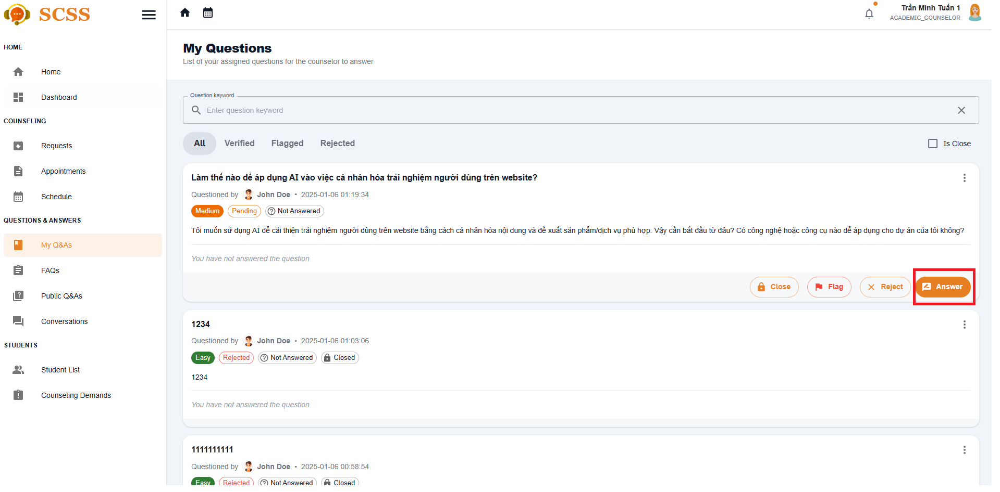 SCSS
Trần Minh Tuấn 1
ACADEMIC_COUNSELOR
HOME
Home
Dashboard
COUNSELING
Requests
Appointments
Schedule
QUESTIONS & ANSWERS
My Q&As
FAQs
Public Q&As
Conversations
STUDENTS
Student List
Counseling Demands
My Questions
List of your assigned questions for the counselor to answer
Question keyword
Enter question keyword
All Verified Flagged Rejected Is Close
Làm thế nào để áp dụng AI vào việc cá nhân hóa trải nghiệm người dùng trên website?
Questioned by John Doe • 2025-01-06 01:19:34
Medium Pending Not Answered
Tôi muốn sử dụng AI để cải thiện trải nghiệm người dùng trên website bằng cách cá nhân hóa nội dung và đề xuất sản phẩm/dịch vụ phù hợp. Vậy cần bắt đầu từ đâu? Có công nghệ hoặc công cụ nào dễ áp dụng cho dự án của tôi không?
You have not answered the question
Close Flag Reject Answer
1234
Questioned by John Doe • 2025-01-06 01:03:06
Easy Rejected Not Answered Closed
1234
You have not answered the question
1111111111
Questioned by John Doe • 2025-01-06 00:58:54
Easy Rejected Not Answered Closed